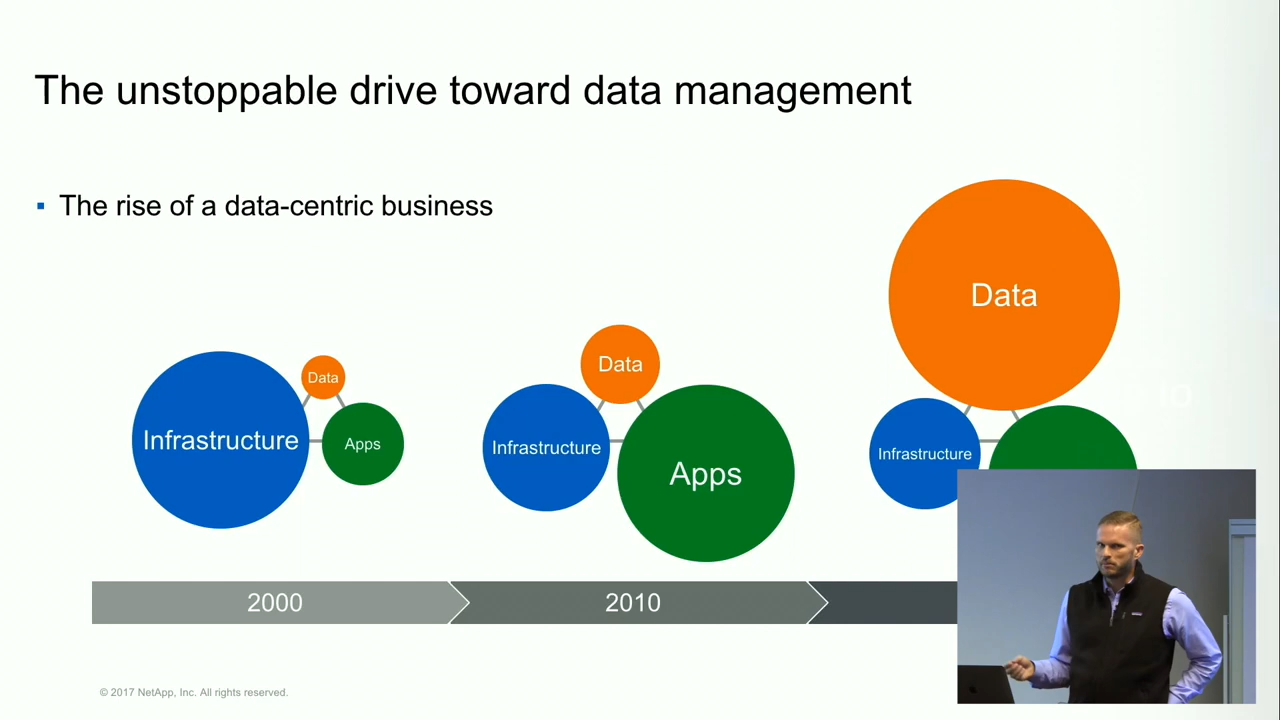 The unstoppable drive toward data management
▪ The rise of a data-centric business
Data
Infrastructure
Apps
Data
Infrastructure
Apps
Data
Infrastructure
2000
2010
© 2017 NetApp, Inc. All rights reserved.